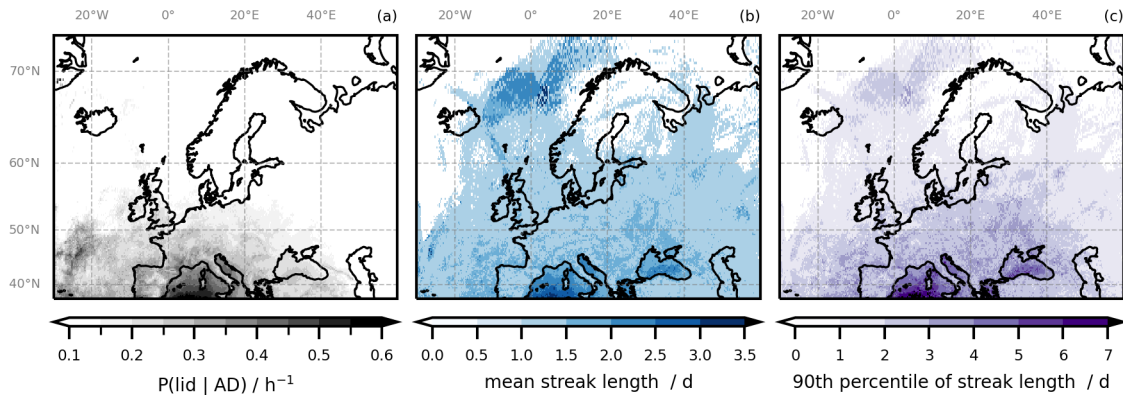 20°W 0° 20°E 40°E (a) 20°W 0° 20°E 40°E (b) 20°W 0° 20°E 40°E (c)
70°N
60°N
50°N
40°N
0.1 0.2 0.3 0.4 0.5 0.6 0.0 0.5 1.0 1.5 2.0 2.5 3.0 3.5 0 1 2 3 4 5 6 7
P(lid | AD) / h⁻¹ mean streak length / d 90th percentile of streak length / d